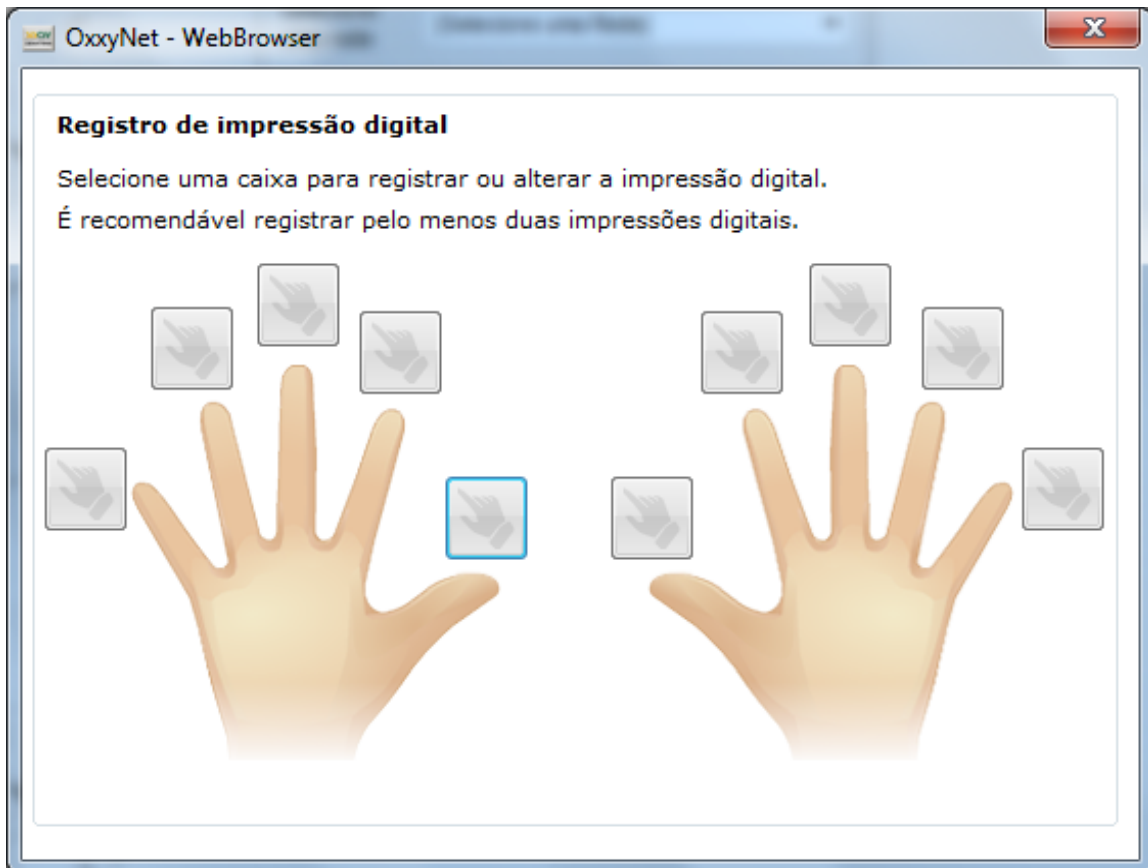 OxxyNet - WebBrowser
Registro de impressão digital
Selecione uma caixa para registrar ou alterar a impressão digital.
É recomendável registrar pelo menos duas impressões digitais.